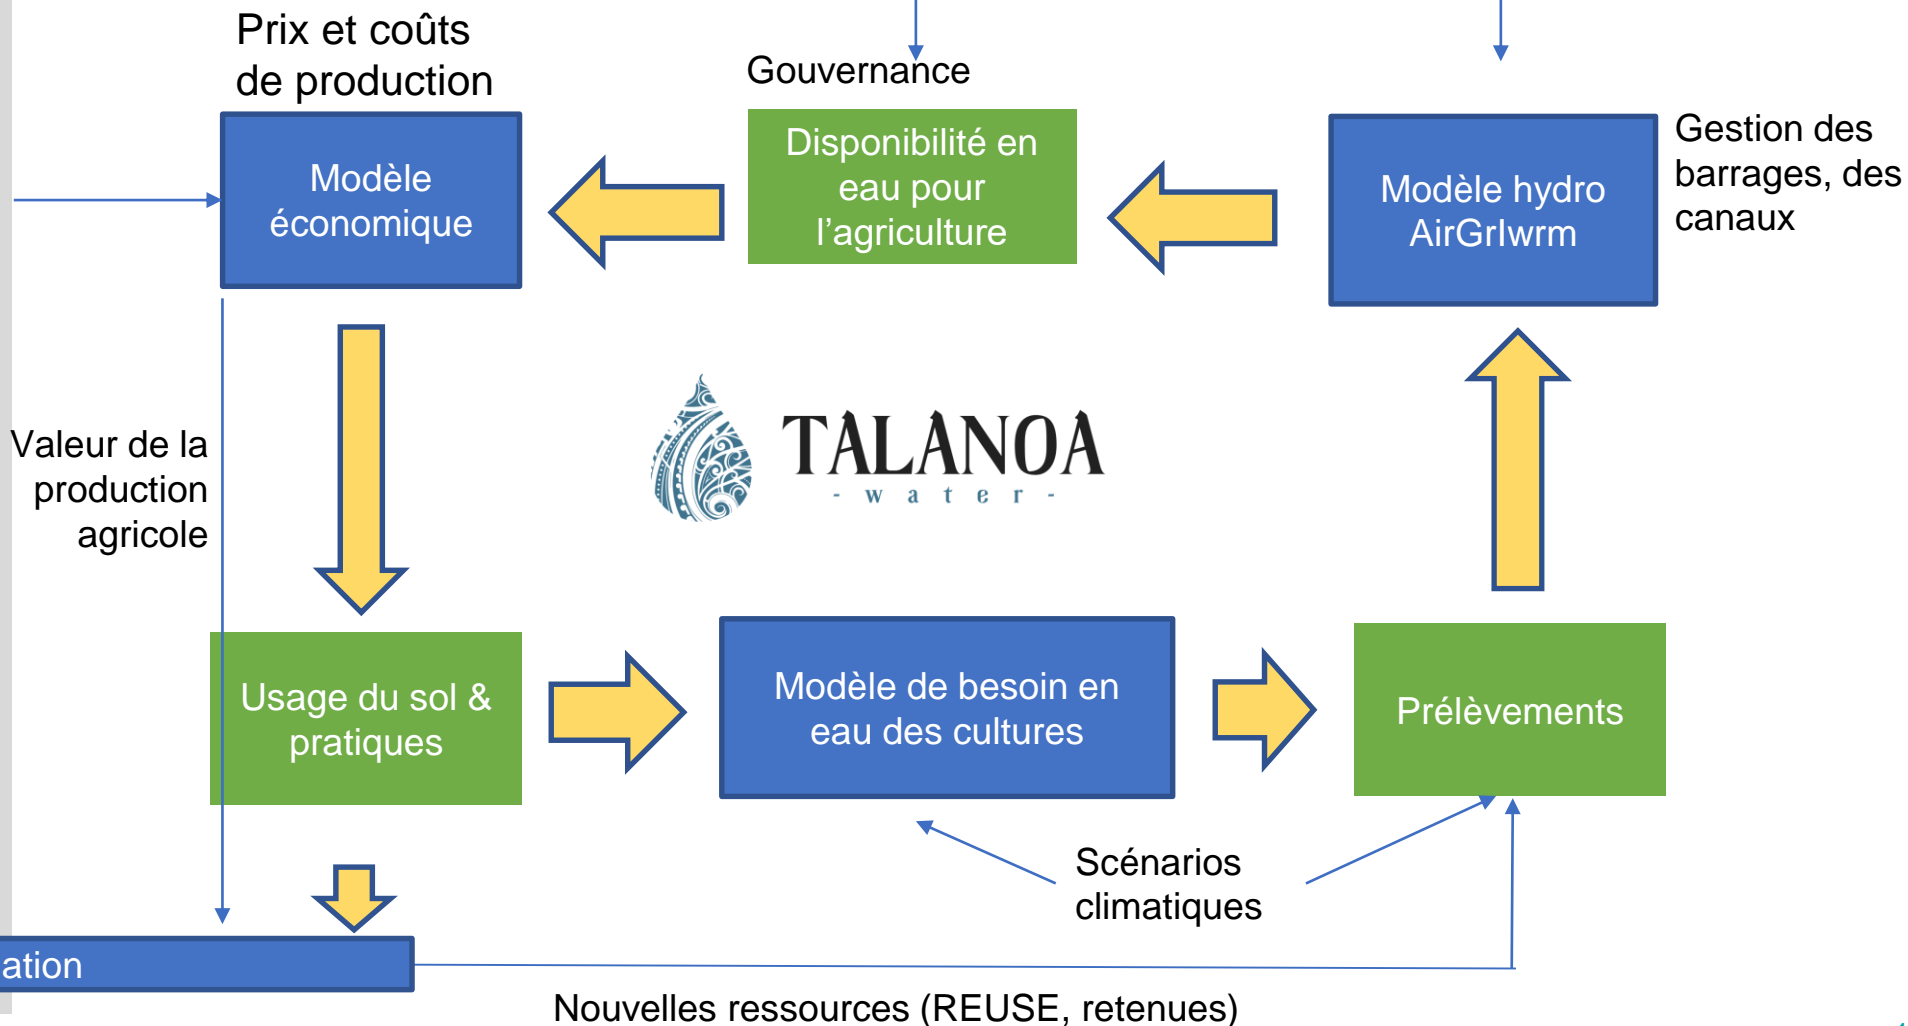 Prix et coûts
de production
Gouvernance
Modèle
économique
Disponibilité en
eau pour
l’agriculture
Modèle hydro
AirGrIwrm
Gestion des
barrages, des
canaux
Valeur de la
production
agricole
TALANOA
- water -
Usage du sol &
pratiques
Modèle de besoin en
eau des cultures
Prélèvements
Scénarios
climatiques
ation
Nouvelles ressources (REUSE, retenues)